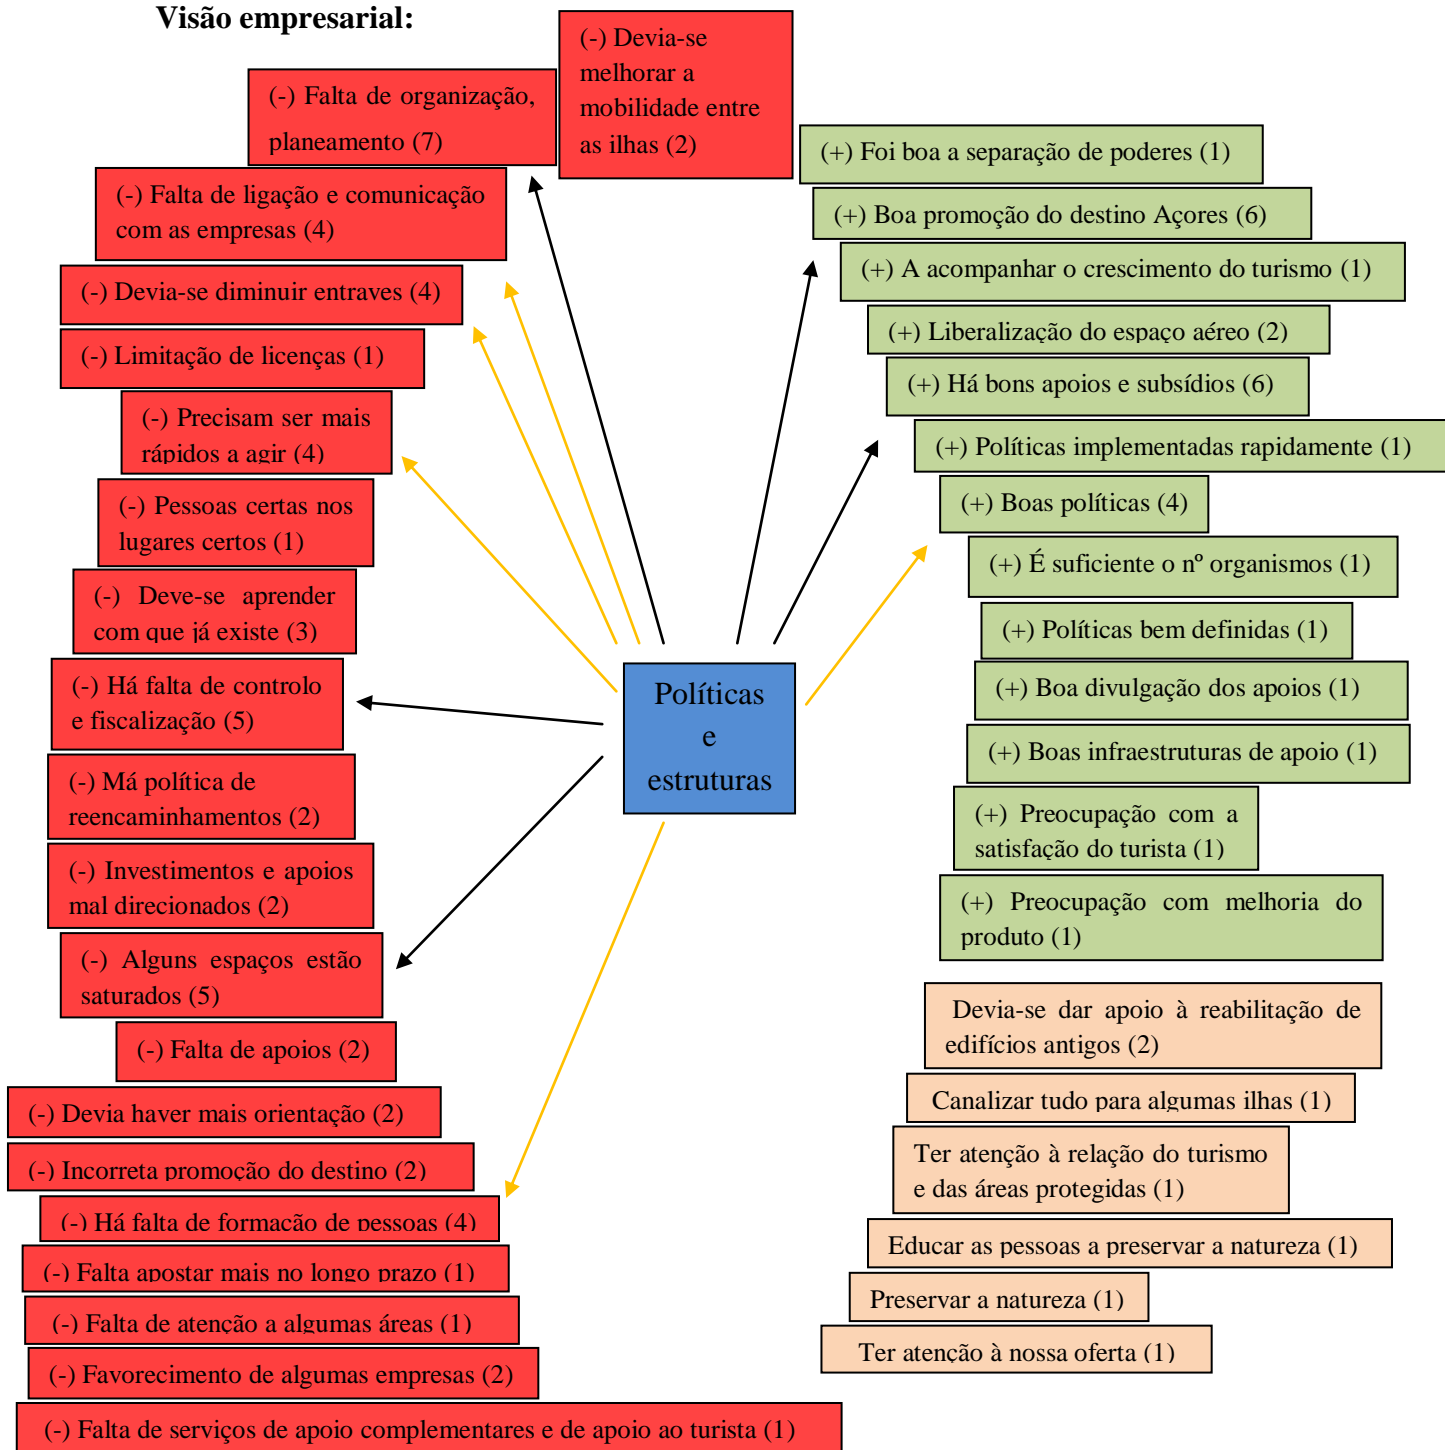 Visão empresarial:
(-) Devia-se
melhorar a
mobilidade entre
as ilhas (2)
(-) Falta de organização,
planeamento (7)
(-) Falta de ligação e comunicação
com as empresas (4)
(-) Devia-se diminuir entraves (4)
(-) Limitação de licenças (1)
(-) Precisam ser mais
rápidos a agir (4)
(-) Pessoas certas nos
lugares certos (1)
(-) Deve-se aprender
com que já existe (3)
(-) Há falta de controlo
e fiscalização (5)
(-) Má política de
reencaminhamentos (2)
(-) Investimentos e apoios
mal direcionados (2)
(-) Alguns espaços estão
saturados (5)
(-) Falta de apoios (2)
(-) Devia haver mais orientação (2)
(-) Incorreta promoção do destino (2)
(-) Há falta de formação de pessoas (4)
(-) Falta apostar mais no longo prazo (1)
(-) Falta de atenção a algumas áreas (1)
(-) Favorecimento de algumas empresas (2)
(-) Falta de serviços de apoio complementares e de apoio ao turista (1)
Políticas
e
estruturas
(+) Foi boa a separação de poderes (1)
(+) Boa promoção do destino Açores (6)
(+) A acompanhar o crescimento do turismo (1)
(+) Liberalização do espaço aéreo (2)
(+) Há bons apoios e subsídios (6)
(+) Políticas implementadas rapidamente (1)
(+) Boas políticas (4)
(+) É suficiente o nº organismos (1)
(+) Políticas bem definidas (1)
(+) Boa divulgação dos apoios (1)
(+) Boas infraestruturas de apoio (1)
(+) Preocupação com a
satisfação do turista (1)
(+) Preocupação com melhoria do
produto (1)
Devia-se dar apoio à reabilitação de
edifícios antigos (2)
Canalizar tudo para algumas ilhas (1)
Ter atenção à relação do turismo
e das áreas protegidas (1)
Educar as pessoas a preservar a natureza (1)
Preservar a natureza (1)
Ter atenção à nossa oferta (1)